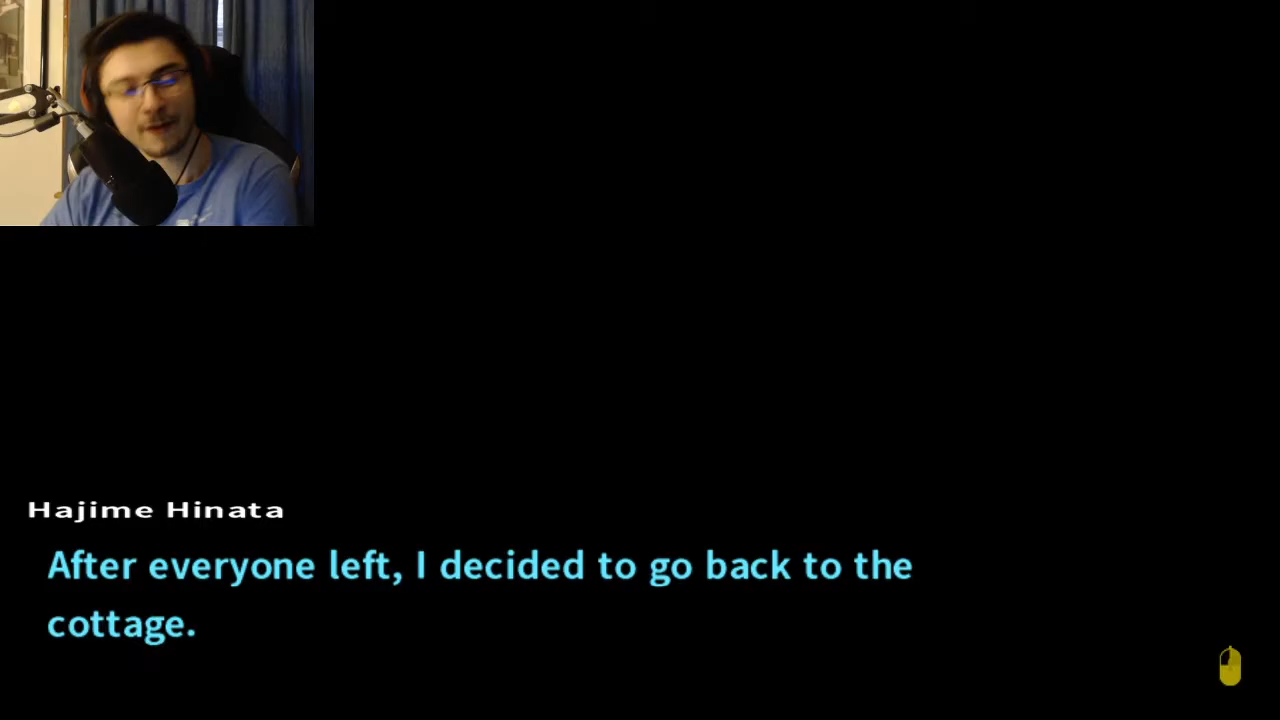 Hajime Hinata
After everyone left, I decided to go back to the
cottage.